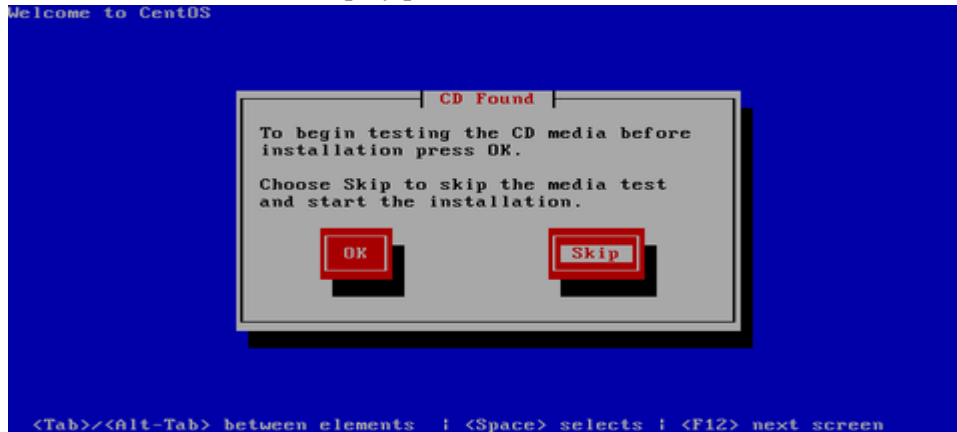 Welcome to CentOS
CD Found
To begin testing the CD media before
installation press OK.
Choose Skip to skip the media test
and start the installation.
OK Skip
<Tab>/<Alt-Tab> between elements | <Space> selects | <F12> next screen